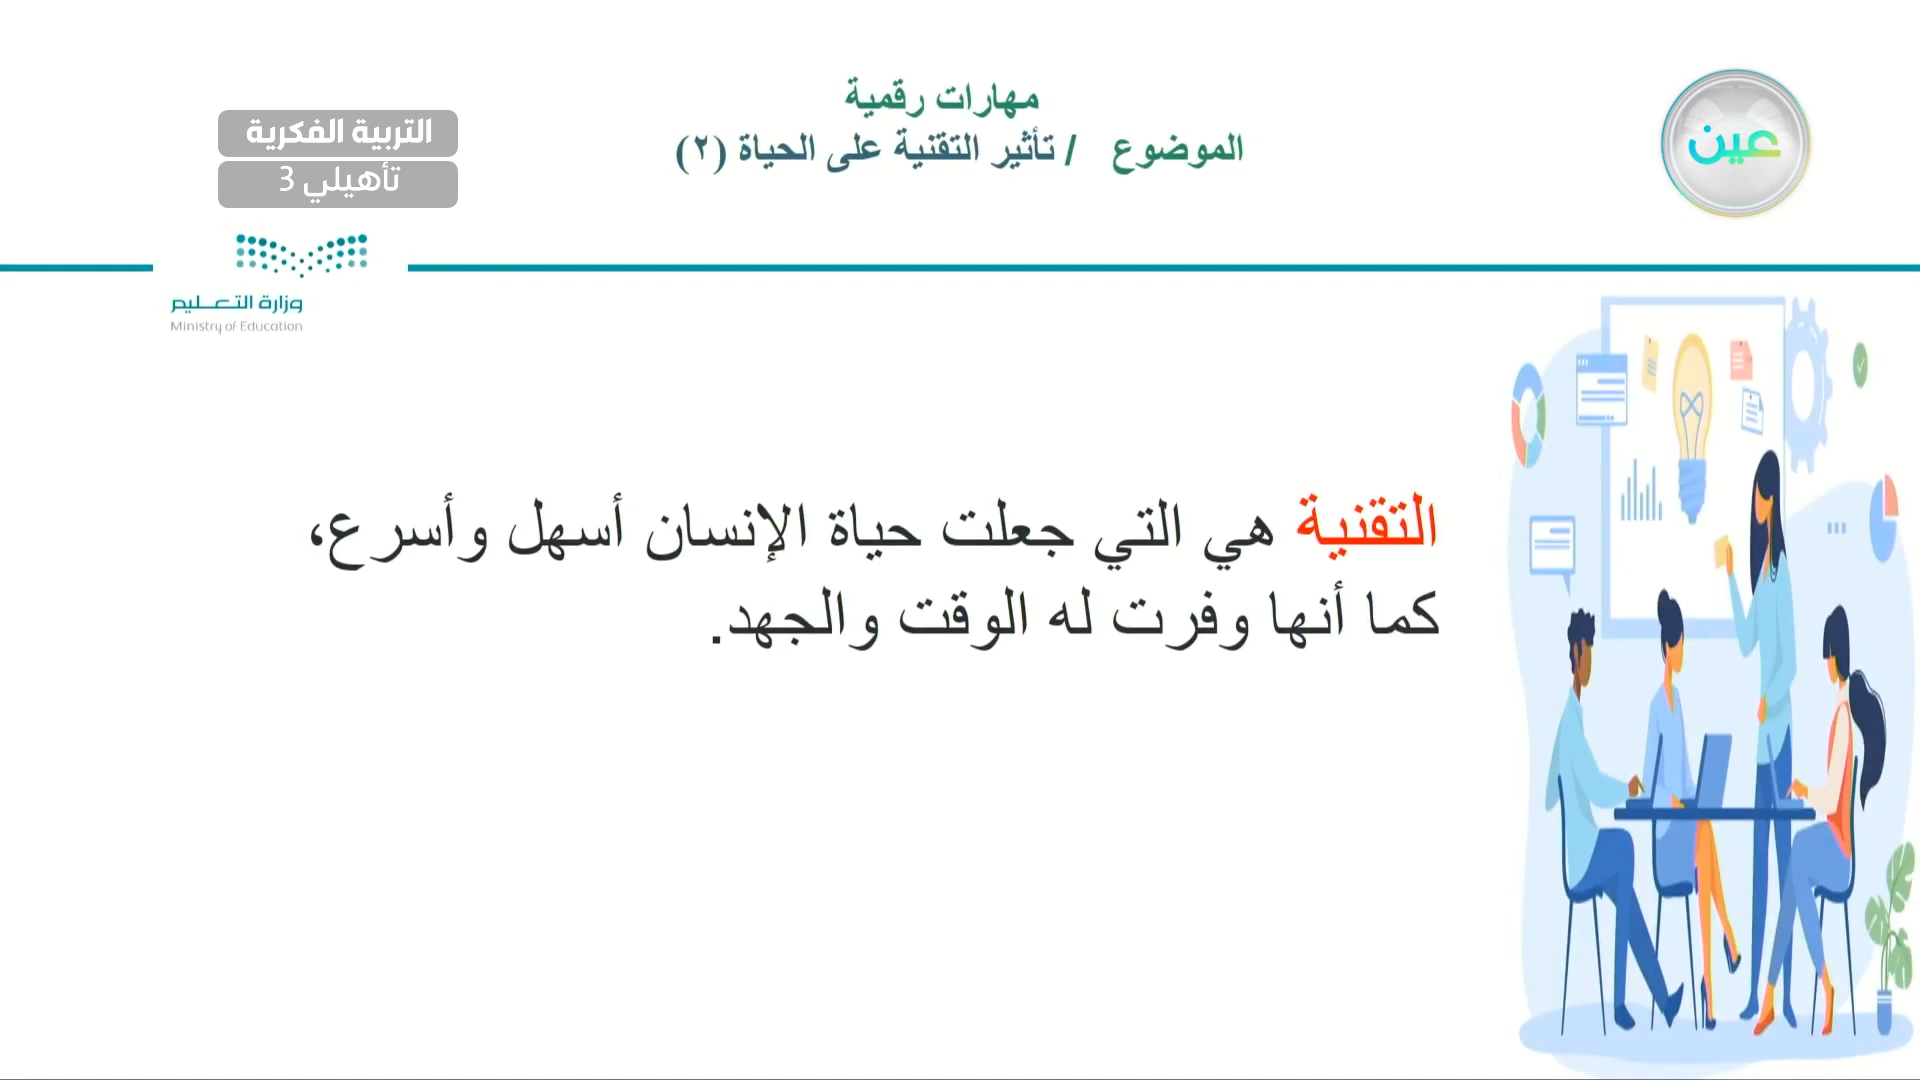 مهارات رقمية
الموضوع / تأثير التقنية على الحياة (٢)
عين
التربية الفكرية
تأهيلي 3
وزارة التعليم
Ministry of Education
التقنية هي التي جعلت حياة الإنسان أسهل وأسرع،
كما أنها وفرت له الوقت والجهد.